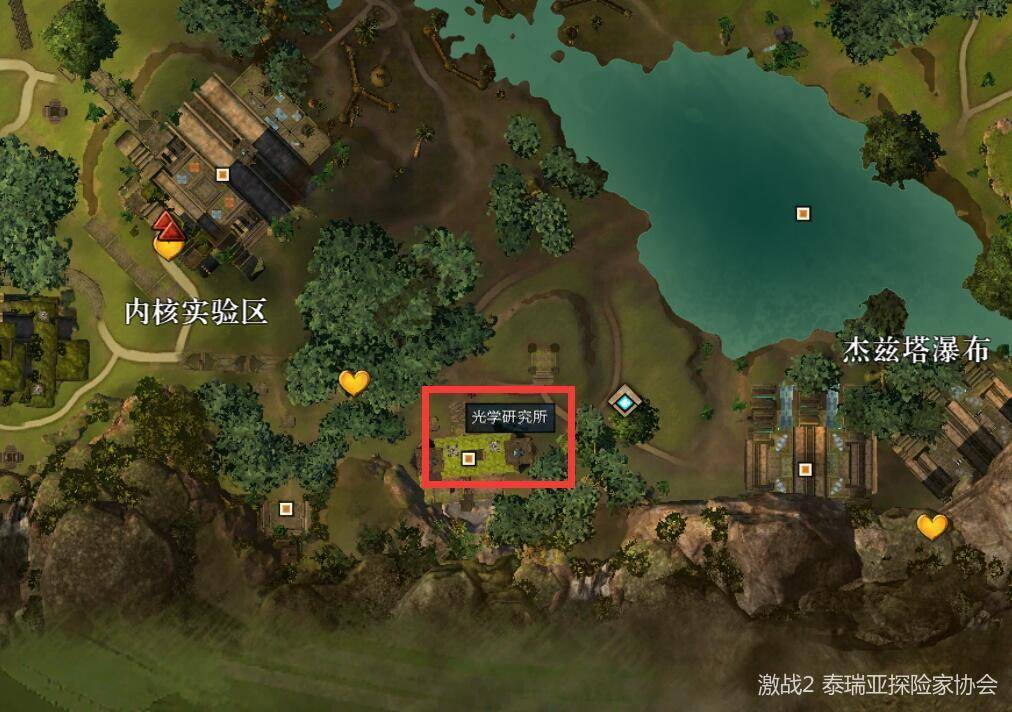 内核实验区
杰兹塔瀑布
光学研究所
激战2 泰瑞亚探险家协会